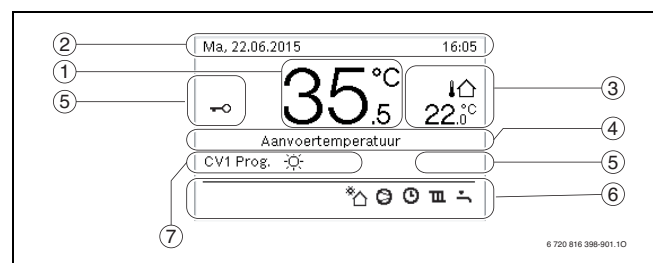 ② Ma, 22.06.2015 16:05
① 35.5 °C
⑤
③ 22.0 °C
④ Aanvoertemperatuur
CV1 Prog. ⑤
⑥
⑦
6 720 816 398-901.1O